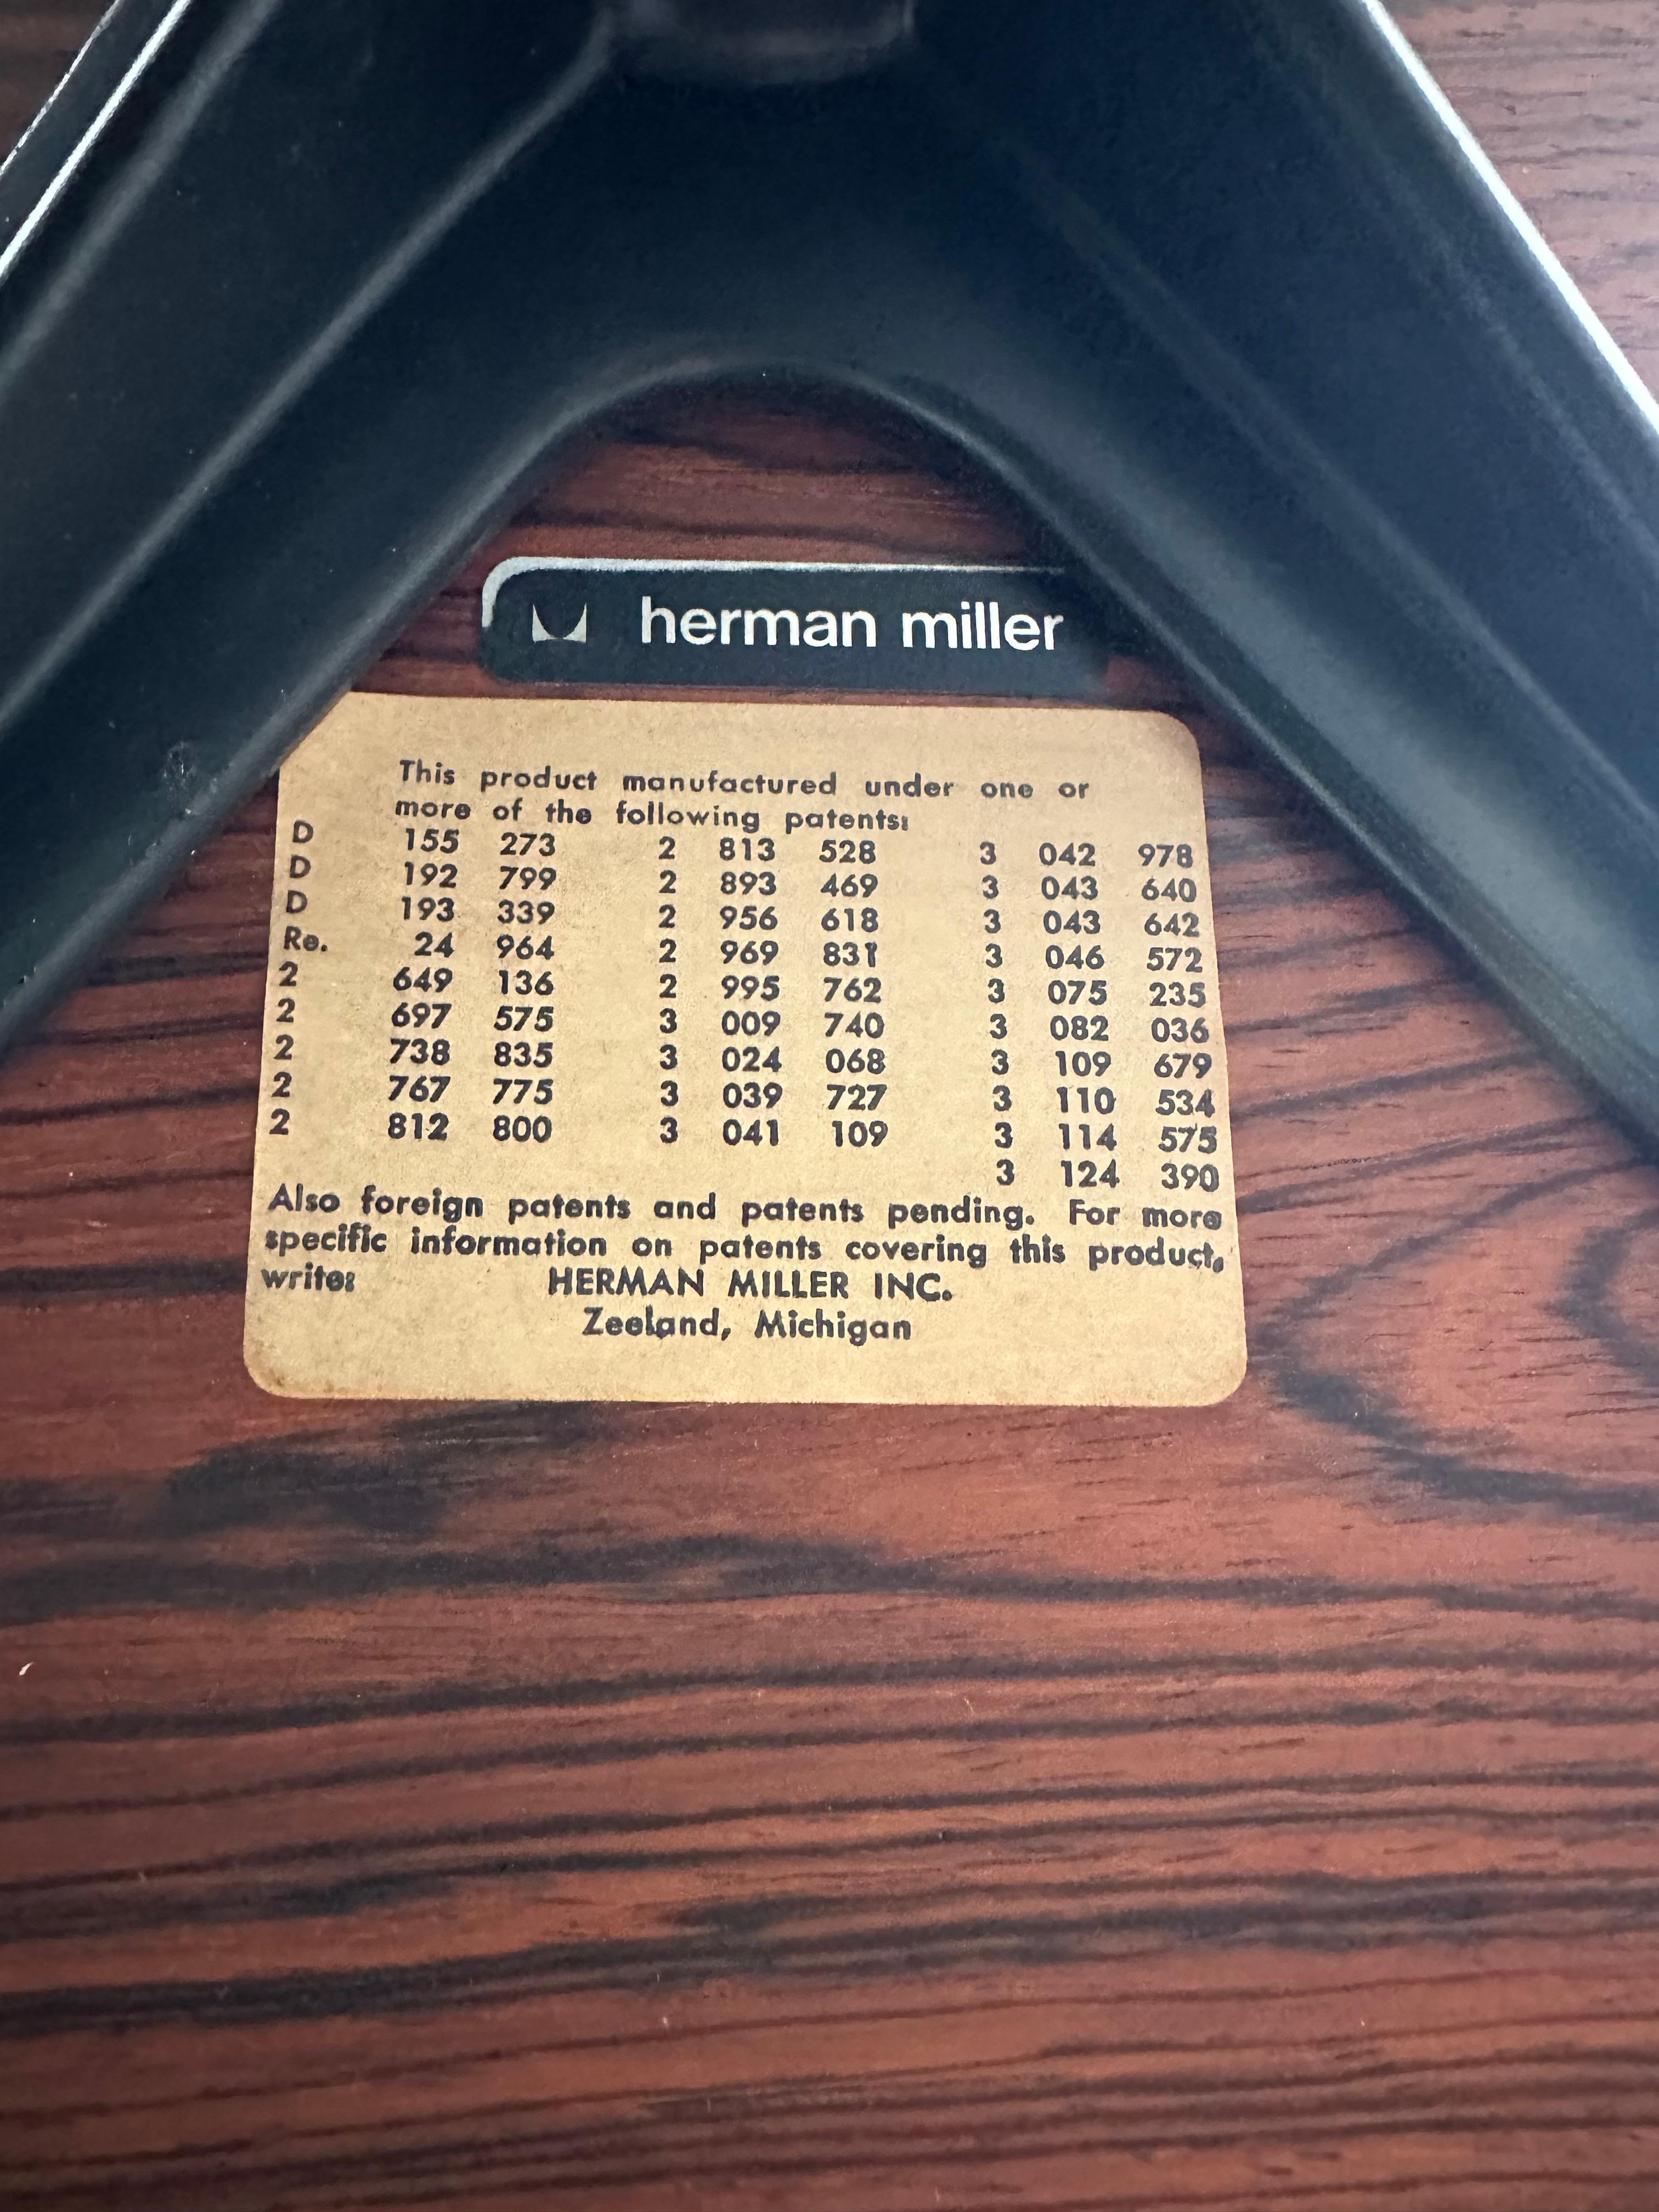 herman miller
This product manufactured under one or
more of the following patents:
D 155 273 2 813 528 3 042 978
D 192 799 2 893 469 3 043 640
D 193 339 2 956 618 3 043 642
Re. 24 964 2 969 831 3 046 572
2 649 136 2 995 762 3 075 235
2 697 575 3 009 740 3 082 036
2 738 835 3 024 068 3 109 679
2 767 775 3 039 727 3 110 534
2 812 800 3 041 109 3 114 575
3 124 390
Also foreign patents and patents pending. For more
specific information on patents covering this product,
write: HERMAN MILLER INC.
Zeeland, Michigan